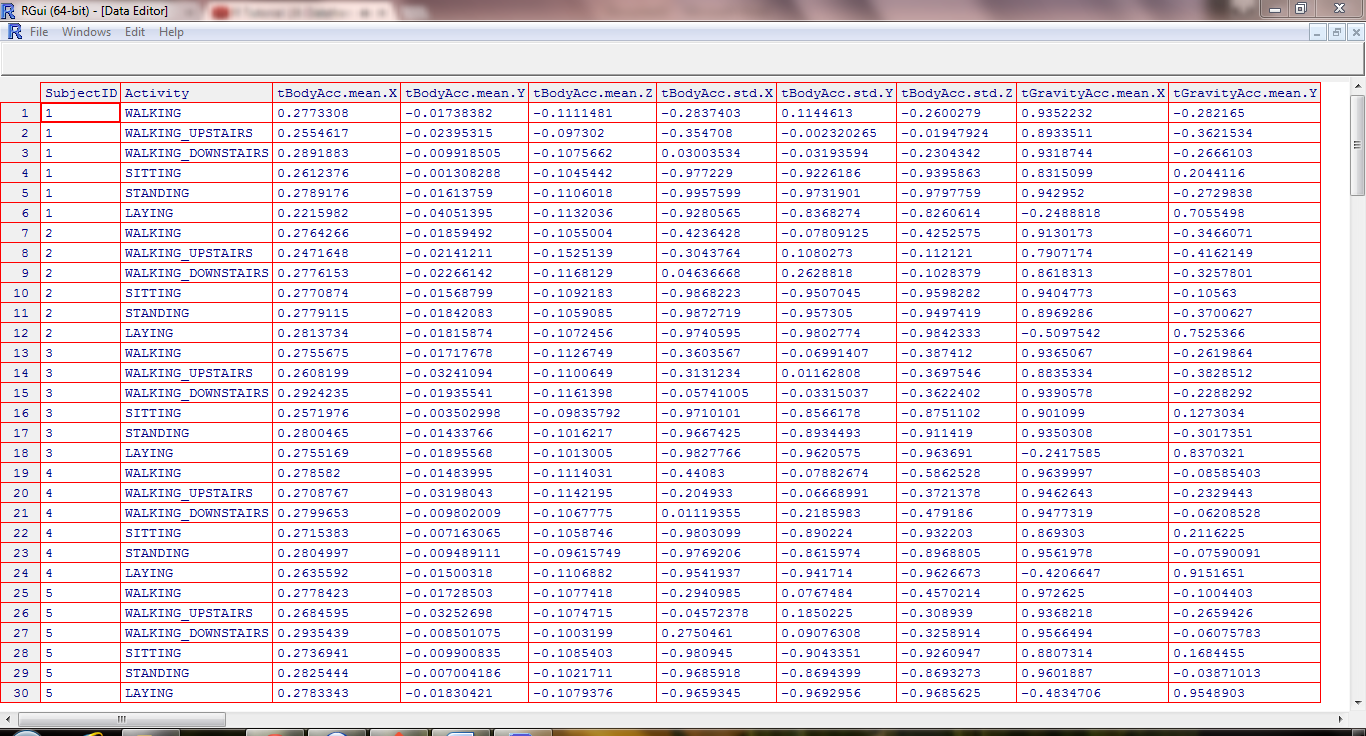 RGui (64-bit) - [Data Editor]
File Windows Edit Help
SubjectID Activity tBodyAcc.mean.X tBodyAcc.mean.Y tBodyAcc.mean.Z tBodyAcc.std.X tBodyAcc.std.Y tBodyAcc.std.Z tGravityAcc.mean.X tGravityAcc.mean.Y
1 1 WALKING 0.2773308 -0.01738382 -0.1111481 -0.2837403 0.1144613 -0.2600279 0.9352232 -0.282165
2 1 WALKING_UPSTAIRS 0.2554617 -0.02395315 -0.097302 -0.354708 -0.002320265 -0.01947924 0.8933511 -0.3621534
3 1 WALKING_DOWNSTAIRS 0.2891883 -0.009918505 -0.1075662 0.03003534 -0.03193594 -0.2304342 0.9318744 -0.2666103
4 1 SITTING 0.2612376 -0.001308288 -0.1045442 -0.977229 -0.9226186 -0.9395863 0.8315099 0.2044116
5 1 STANDING 0.2789176 -0.01613759 -0.1106018 -0.9957599 -0.9731901 -0.9797759 0.942952 -0.2729838
6 1 LAYING 0.2215982 -0.04051395 -0.1132036 -0.9280565 -0.8368274 -0.8260614 -0.2488818 0.7055498
7 2 WALKING 0.2764266 -0.01859492 -0.1055004 -0.4236428 -0.07809125 -0.4252575 0.9130173 -0.3466071
8 2 WALKING_UPSTAIRS 0.2471648 -0.02141211 -0.1525139 -0.3043764 0.1080273 -0.112121 0.7907174 -0.4162149
9 2 WALKING_DOWNSTAIRS 0.2776153 -0.02266142 -0.1168129 0.04636668 0.2628818 -0.1028379 0.8618313 -0.3257801
10 2 SITTING 0.2770874 -0.01568799 -0.1092183 -0.9868223 -0.9507045 -0.9598282 0.9404773 -0.10563
11 2 STANDING 0.2779115 -0.01842083 -0.1059085 -0.9872719 -0.957305 -0.9497419 0.8969286 -0.3700627
12 2 LAYING 0.2813734 -0.01815874 -0.1072456 -0.9740595 -0.9802774 -0.9842333 -0.5097542 0.7525366
13 3 WALKING 0.2755675 -0.01717678 -0.1126749 -0.3603567 -0.06991407 -0.387412 0.9365067 -0.2619864
14 3 WALKING_UPSTAIRS 0.2608199 -0.03241094 -0.1100649 -0.3131234 0.01162808 -0.3697546 0.8835334 -0.3828512
15 3 WALKING_DOWNSTAIRS 0.2924235 -0.01935541 -0.1161398 -0.05741005 -0.03315037 -0.3622402 0.9390578 -0.2288292
16 3 SITTING 0.2571976 -0.003502998 -0.09835792 -0.9710101 -0.8566178 -0.8751102 0.901099 0.1273034
17 3 STANDING 0.2800465 -0.01433766 -0.1016217 -0.9667425 -0.8934493 -0.911419 0.9350308 -0.3017351
18 3 LAYING 0.2755169 -0.01895568 -0.1013005 -0.9827766 -0.9620575 -0.963691 -0.2417585 0.8370321
19 4 WALKING 0.278582 -0.01483995 -0.1114031 -0.44083 -0.07882674 -0.5862528 0.9639997 -0.08585403
20 4 WALKING_UPSTAIRS 0.2708767 -0.03198043 -0.1142195 -0.204933 -0.06668991 -0.3721378 0.9462643 -0.2329443
21 4 WALKING_DOWNSTAIRS 0.2799653 -0.009802009 -0.1067775 0.01119355 -0.2185983 -0.479186 0.9477319 -0.06208528
22 4 SITTING 0.2715383 -0.007163065 -0.1058746 -0.9803099 -0.890224 -0.932203 0.869303 0.2116225
23 4 STANDING 0.2804997 -0.009489111 -0.09615749 -0.9769206 -0.8615974 -0.8968805 0.9561978 -0.07590091
24 4 LAYING 0.2635592 -0.01500318 -0.1106882 -0.9541937 -0.941714 -0.9626673 -0.4206647 0.9151651
25 5 WALKING 0.2778423 -0.01728503 -0.1077418 -0.2940985 0.0767484 -0.4570214 0.972625 -0.1004403
26 5 WALKING_UPSTAIRS 0.2684595 -0.03252698 -0.1074715 -0.04572378 0.1850225 -0.308939 0.9368218 -0.2659426
27 5 WALKING_DOWNSTAIRS 0.2935439 -0.008501075 -0.1003199 0.2750461 0.09076308 -0.3258914 0.9566494 -0.06075783
28 5 SITTING 0.2736941 -0.009900835 -0.1085403 -0.980945 -0.9043351 -0.9260947 0.8807314 0.1684455
29 5 STANDING 0.2825444 -0.007004186 -0.1021711 -0.9685918 -0.8694399 -0.8693273 0.9601887 -0.03871013
30 5 LAYING 0.2783343 -0.01830421 -0.1079376 -0.9659345 -0.9692956 -0.9685625 -0.4834706 0.9548903